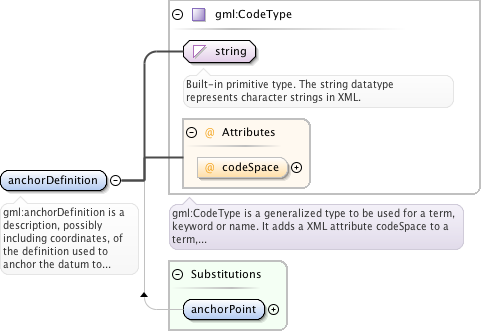 gml:CodeType
string
Built-in primitive type. The string datatype
represents character strings in XML.
@ Attributes
@ codeSpace
anchorDefinition
gml:anchorDefinition is a
description, possibly
including coordinates, of
the definition used to
anchor the datum to...
gml:CodeType is a generalized type to be used for a term,
keyword or name. It adds a XML attribute codeSpace to a
term,...
Substitutions
anchorPoint